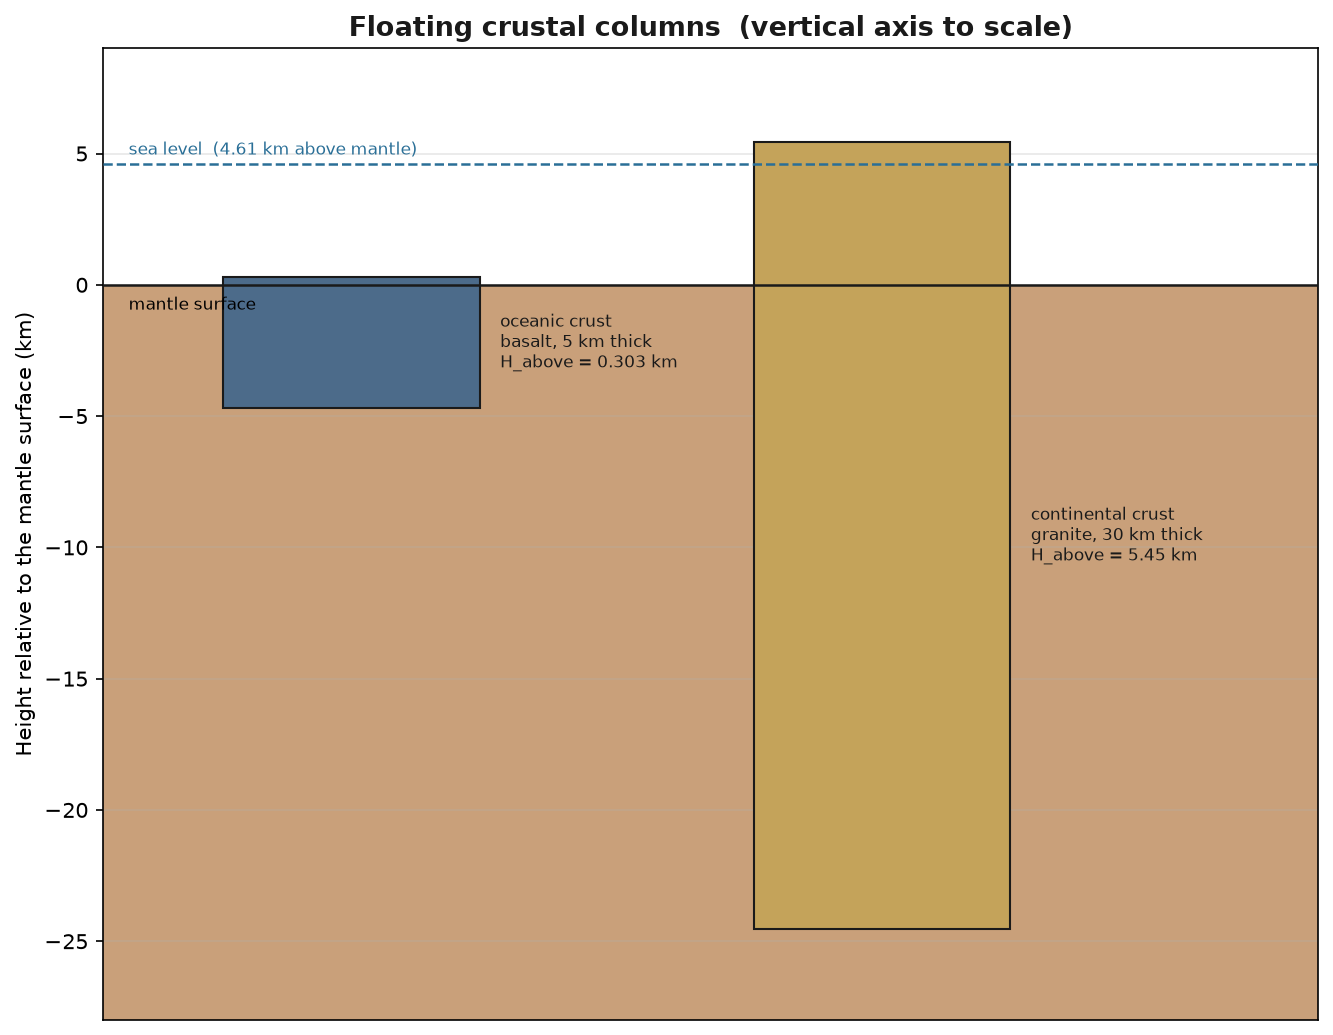 Floating crustal columns  (vertical axis to scale)
Height relative to the mantle surface (km)
5
0
−5
−10
−15
−20
−25
sea level  (4.61 km above mantle)
mantle surface
oceanic crust
basalt, 5 km thick
H_above = 0.303 km
continental crust
granite, 30 km thick
H_above = 5.45 km